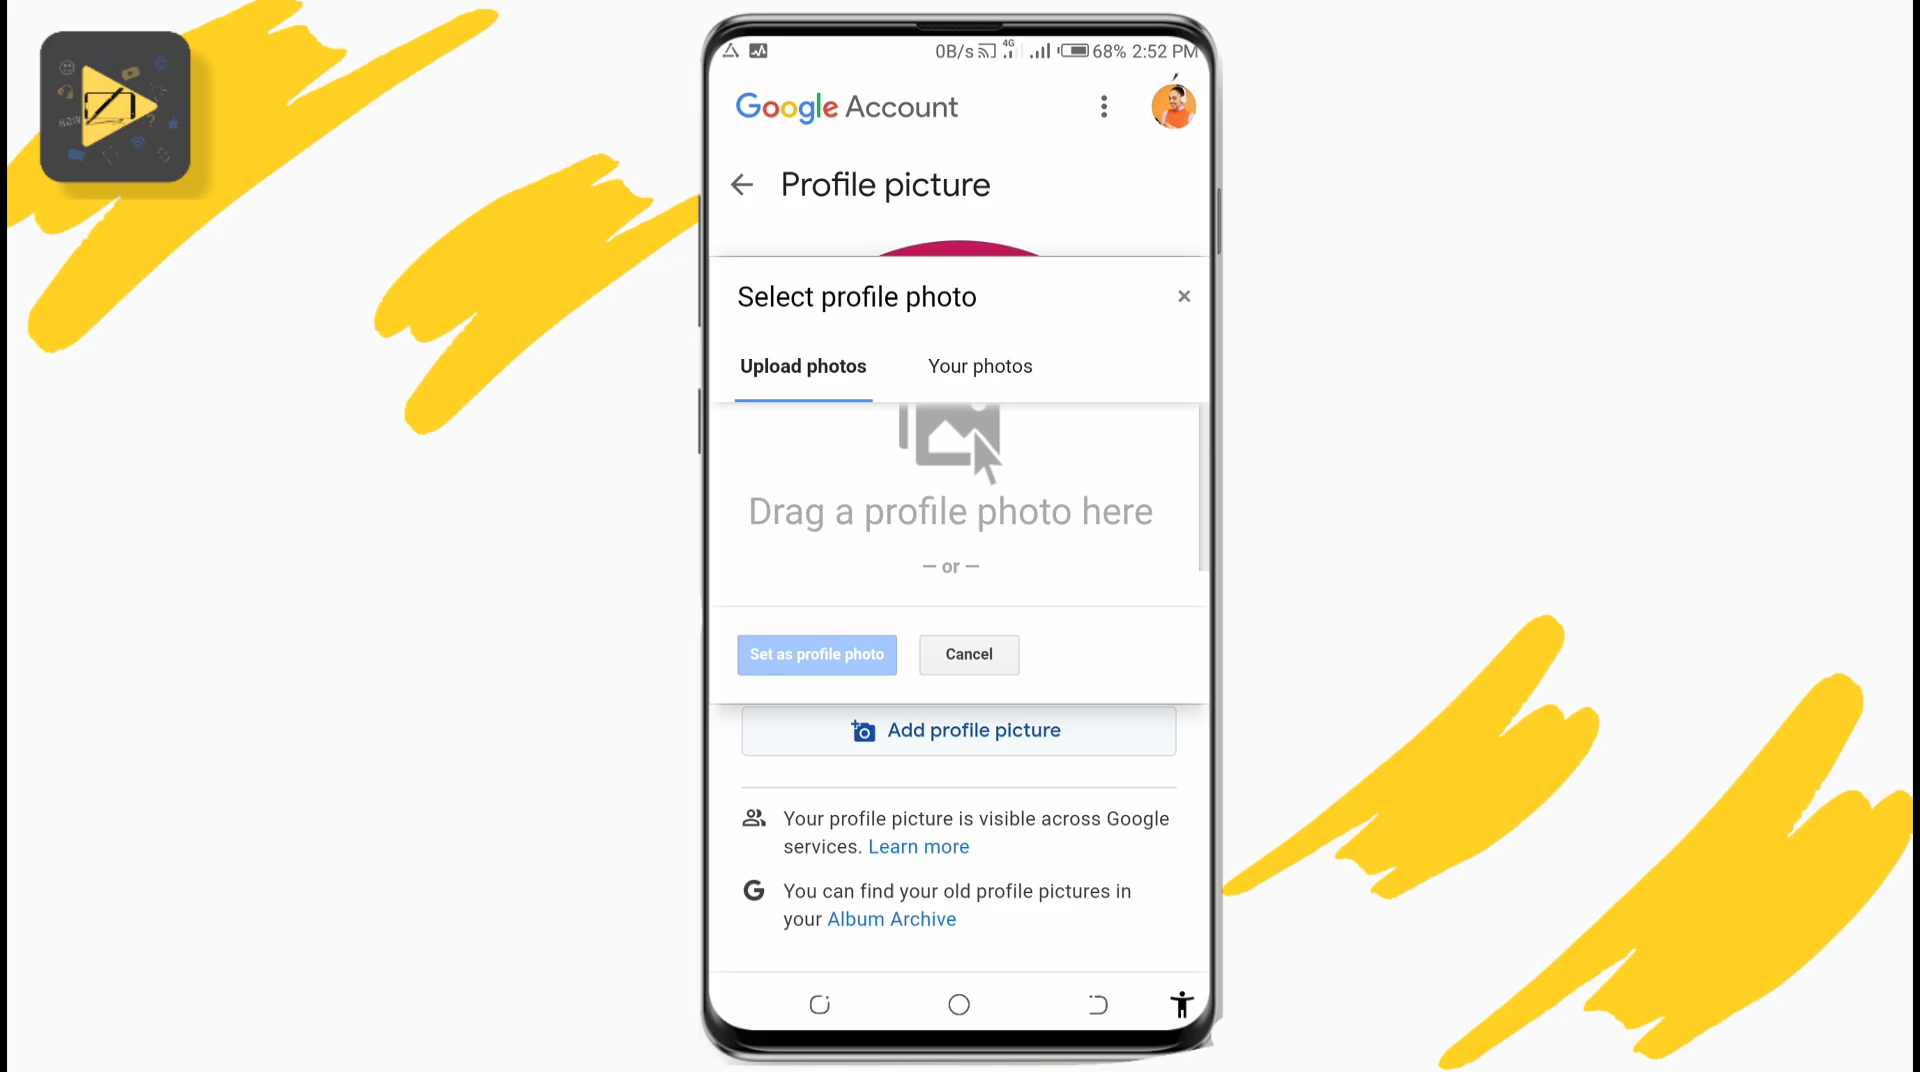 HOW
?
0B/s 4G 68% 2:52 PM
Google Account
Profile picture
Select profile photo
Upload photos Your photos
Drag a profile photo here
— or —
Set as profile photo Cancel
Add profile picture
Your profile picture is visible across Google
services. Learn more
G You can find your old profile pictures in
your Album Archive